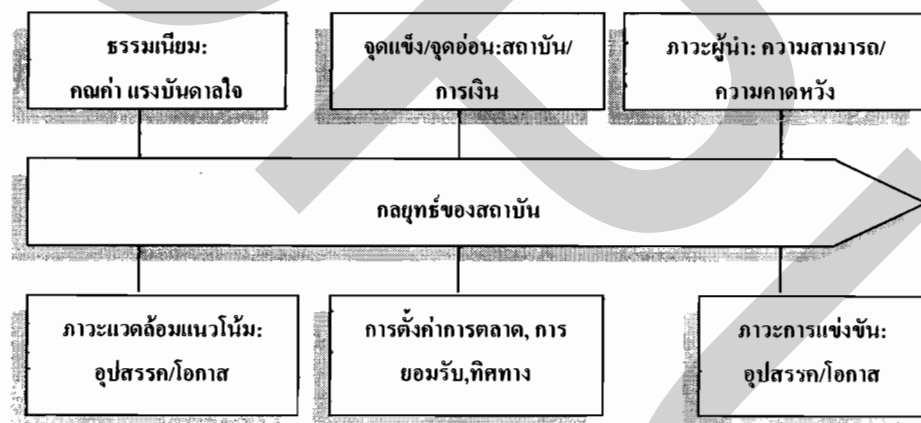 ธรรมเนียม:
คณค่า แรงบันดาลใจ
จุดแข็ง/จุดอ่อน:สถาบัน/
การเงิน
ภาวะผู้นำ: ความสามารถ/
ความคาดหวัง
กลยุทธ์ของสถาบัน
ภาวะแวดล้อมแนวโน้ม:
อุปสรรค/โอกาส
การตั้งค่าการตลาด, การ
ยอมรับ,ทิศทาง
ภาวะการแข่งขัน:
อุปสรรค/โอกาส